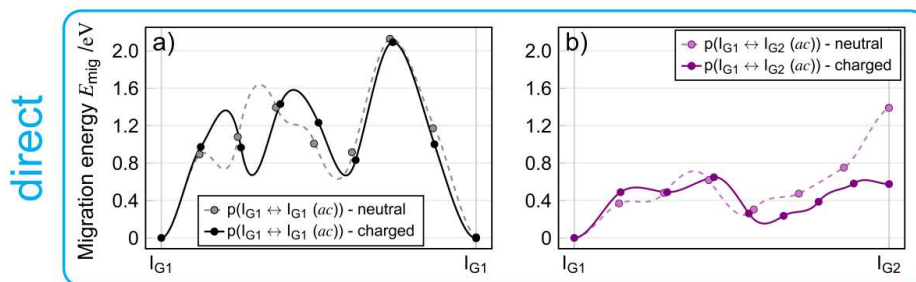 direct
Migration energy E_mig /eV
a)
2.0
1.6
1.2
0.8
0.4
0
p(I_G1 ↔ I_G1 (ac)) - neutral
p(I_G1 ↔ I_G1 (ac)) - charged
I_G1
I_G1
b)
2.0
1.6
1.2
0.8
0.4
0
p(I_G1 ↔ I_G2 (ac)) - neutral
p(I_G1 ↔ I_G2 (ac)) - charged
I_G1
I_G2